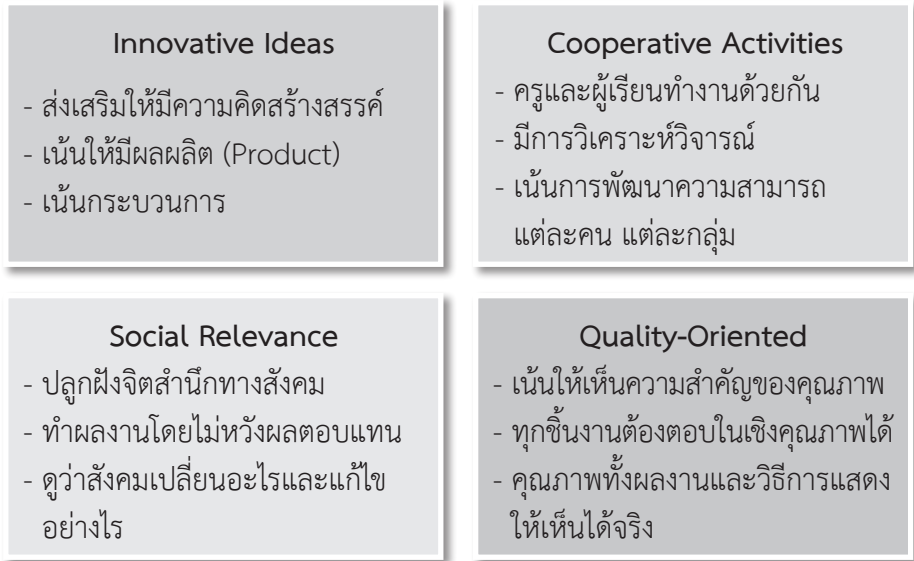 Innovative Ideas
- ส่งเสริมให้มีความคิดสร้างสรรค์
- เน้นให้มีผลผลิต (Product)
- เน้นกระบวนการ
Cooperative Activities
- ครูและผู้เรียนทำงานด้วยกัน
- มีการวิเคราะห์วิจารณ์
- เน้นการพัฒนาความสามารถ
แต่ละคน แต่ละกลุ่ม
Social Relevance
- ปลูกฝังจิตสำนึกทางสังคม
- ทำผลงานโดยไม่หวังผลตอบแทน
- ดูว่าสังคมเปลี่ยนอะไรและแก้ไข
อย่างไร
Quality-Oriented
- เน้นให้เห็นความสำคัญของคุณภาพ
- ทุกชิ้นงานต้องตอบในเชิงคุณภาพได้
- คุณภาพทั้งผลงานและวิธีการแสดง
ให้เห็นได้จริง